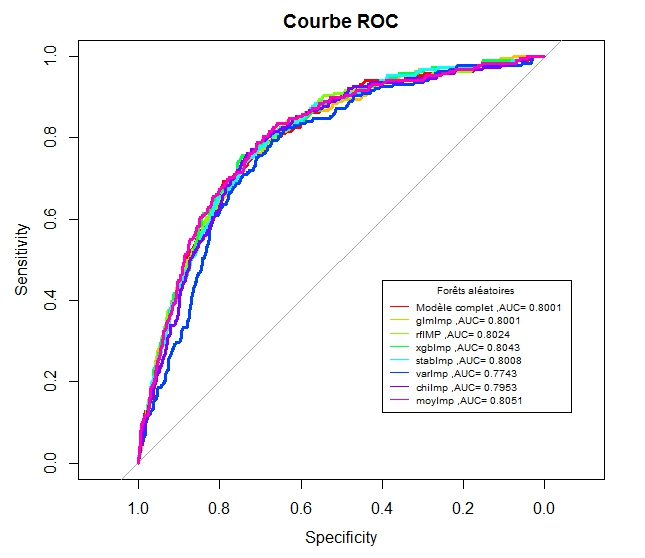 Courbe ROC
Sensitivity
1.0
0.8
0.6
0.4
0.2
0.0
Forêts aléatoires
Modèle complet ,AUC= 0.8001
glmImp ,AUC= 0.8001
rfIMP ,AUC= 0.8024
xgbImp ,AUC= 0.8043
stabImp ,AUC= 0.8008
varImp ,AUC= 0.7743
chiImp ,AUC= 0.7953
moyImp ,AUC= 0.8051
1.0 0.8 0.6 0.4 0.2 0.0
Specificity